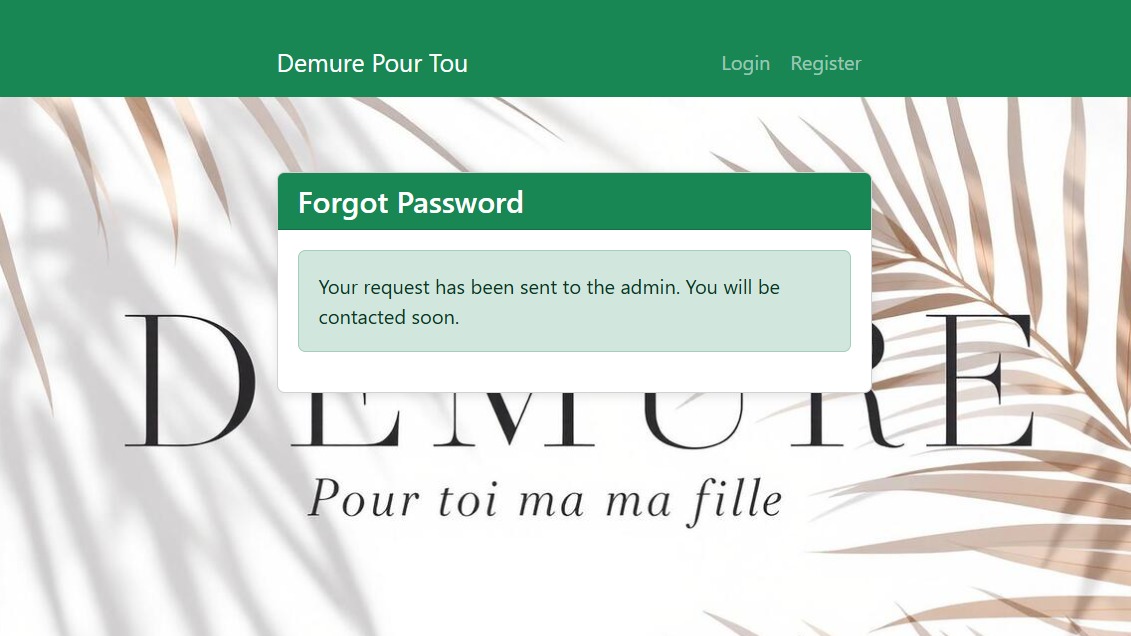 Demure Pour Tou
Login Register
Forgot Password
Your request has been sent to the admin. You will be
contacted soon.
DEMURE
Pour toi ma ma fille